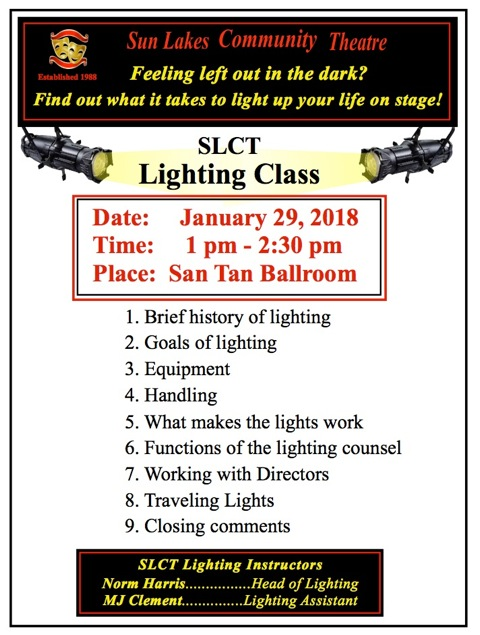 Sun Lakes Community Theatre
Established 1988
Feeling left out in the dark?
Find out what it takes to light up your life on stage!
SLCT
Lighting Class
Date: January 29, 2018
Time: 1 pm - 2:30 pm
Place: San Tan Ballroom
1. Brief history of lighting
2. Goals of lighting
3. Equipment
4. Handling
5. What makes the lights work
6. Functions of the lighting counsel
7. Working with Directors
8. Traveling Lights
9. Closing comments
SLCT Lighting Instructors
Norm Harris................Head of Lighting
MJ Clement...............Lighting Assistant